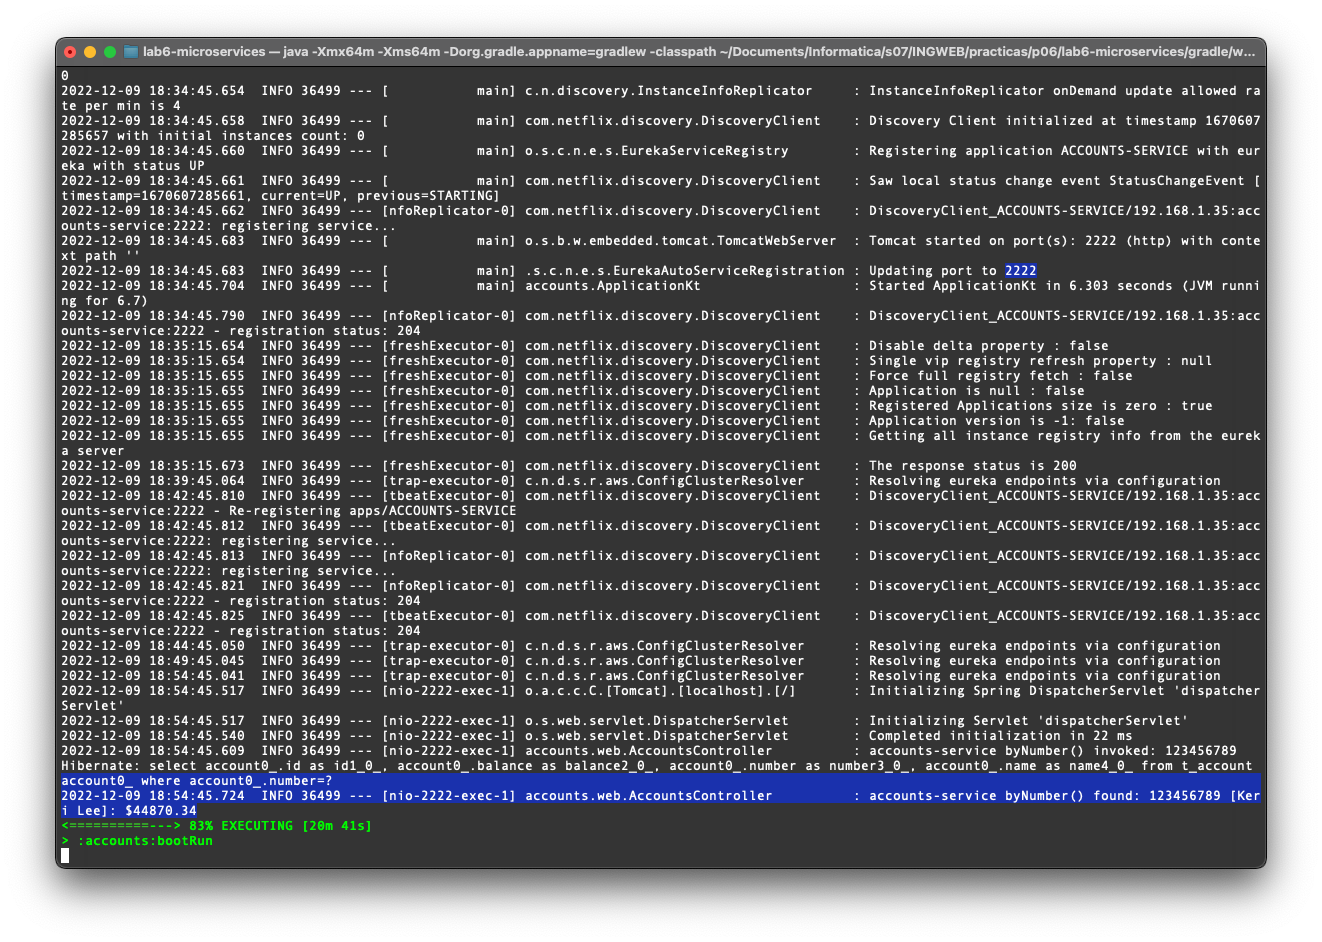 lab6-microservices — java -Xmx64m -Xms64m -Dorg.gradle.appname=gradlew -classpath ~/Documents/Informatica/s07/INGWEB/practicas/p06/lab6-microservices/gradle/w...
0
2022-12-09 18:34:45.654  INFO 36499 --- [           main] c.n.discovery.InstanceInfoReplicator     : InstanceInfoReplicator onDemand update allowed ra
te per min is 4
2022-12-09 18:34:45.658  INFO 36499 --- [           main] com.netflix.discovery.DiscoveryClient    : Discovery Client initialized at timestamp 1670607
285657 with initial instances count: 0
2022-12-09 18:34:45.660  INFO 36499 --- [           main] o.s.c.n.e.s.EurekaServiceRegistry        : Registering application ACCOUNTS-SERVICE with eur
eka with status UP
2022-12-09 18:34:45.661  INFO 36499 --- [           main] com.netflix.discovery.DiscoveryClient    : Saw local status change event StatusChangeEvent [
timestamp=1670607285661, current=UP, previous=STARTING]
2022-12-09 18:34:45.662  INFO 36499 --- [nfoReplicator-0] com.netflix.discovery.DiscoveryClient    : DiscoveryClient_ACCOUNTS-SERVICE/192.168.1.35:acc
ounts-service:2222: registering service...
2022-12-09 18:34:45.683  INFO 36499 --- [           main] o.s.b.w.embedded.tomcat.TomcatWebServer  : Tomcat started on port(s): 2222 (http) with conte
xt path ''
2022-12-09 18:34:45.683  INFO 36499 --- [           main] .s.c.n.e.s.EurekaAutoServiceRegistration : Updating port to 2222
2022-12-09 18:34:45.704  INFO 36499 --- [           main] accounts.ApplicationKt                   : Started ApplicationKt in 6.303 seconds (JVM runni
ng for 6.7)
2022-12-09 18:34:45.790  INFO 36499 --- [nfoReplicator-0] com.netflix.discovery.DiscoveryClient    : DiscoveryClient_ACCOUNTS-SERVICE/192.168.1.35:acc
ounts-service:2222 - registration status: 204
2022-12-09 18:35:15.654  INFO 36499 --- [freshExecutor-0] com.netflix.discovery.DiscoveryClient    : Disable delta property : false
2022-12-09 18:35:15.654  INFO 36499 --- [freshExecutor-0] com.netflix.discovery.DiscoveryClient    : Single vip registry refresh property : null
2022-12-09 18:35:15.655  INFO 36499 --- [freshExecutor-0] com.netflix.discovery.DiscoveryClient    : Force full registry fetch : false
2022-12-09 18:35:15.655  INFO 36499 --- [freshExecutor-0] com.netflix.discovery.DiscoveryClient    : Application is null : false
2022-12-09 18:35:15.655  INFO 36499 --- [freshExecutor-0] com.netflix.discovery.DiscoveryClient    : Registered Applications size is zero : true
2022-12-09 18:35:15.655  INFO 36499 --- [freshExecutor-0] com.netflix.discovery.DiscoveryClient    : Application version is -1: false
2022-12-09 18:35:15.655  INFO 36499 --- [freshExecutor-0] com.netflix.discovery.DiscoveryClient    : Getting all instance registry info from the eurek
a server
2022-12-09 18:35:15.673  INFO 36499 --- [freshExecutor-0] com.netflix.discovery.DiscoveryClient    : The response status is 200
2022-12-09 18:39:45.064  INFO 36499 --- [trap-executor-0] c.n.d.s.r.aws.ConfigClusterResolver      : Resolving eureka endpoints via configuration
2022-12-09 18:42:45.810  INFO 36499 --- [tbeatExecutor-0] com.netflix.discovery.DiscoveryClient    : DiscoveryClient_ACCOUNTS-SERVICE/192.168.1.35:acc
ounts-service:2222 - Re-registering apps/ACCOUNTS-SERVICE
2022-12-09 18:42:45.812  INFO 36499 --- [tbeatExecutor-0] com.netflix.discovery.DiscoveryClient    : DiscoveryClient_ACCOUNTS-SERVICE/192.168.1.35:acc
ounts-service:2222: registering service...
2022-12-09 18:42:45.813  INFO 36499 --- [nfoReplicator-0] com.netflix.discovery.DiscoveryClient    : DiscoveryClient_ACCOUNTS-SERVICE/192.168.1.35:acc
ounts-service:2222: registering service...
2022-12-09 18:42:45.821  INFO 36499 --- [nfoReplicator-0] com.netflix.discovery.DiscoveryClient    : DiscoveryClient_ACCOUNTS-SERVICE/192.168.1.35:acc
ounts-service:2222 - registration status: 204
2022-12-09 18:42:45.825  INFO 36499 --- [tbeatExecutor-0] com.netflix.discovery.DiscoveryClient    : DiscoveryClient_ACCOUNTS-SERVICE/192.168.1.35:acc
ounts-service:2222 - registration status: 204
2022-12-09 18:44:45.050  INFO 36499 --- [trap-executor-0] c.n.d.s.r.aws.ConfigClusterResolver      : Resolving eureka endpoints via configuration
2022-12-09 18:49:45.045  INFO 36499 --- [trap-executor-0] c.n.d.s.r.aws.ConfigClusterResolver      : Resolving eureka endpoints via configuration
2022-12-09 18:54:45.041  INFO 36499 --- [trap-executor-0] c.n.d.s.r.aws.ConfigClusterResolver      : Resolving eureka endpoints via configuration
2022-12-09 18:54:45.517  INFO 36499 --- [nio-2222-exec-1] o.a.c.c.C.[Tomcat].[localhost].[/]       : Initializing Spring DispatcherServlet 'dispatcher
Servlet'
2022-12-09 18:54:45.517  INFO 36499 --- [nio-2222-exec-1] o.s.web.servlet.DispatcherServlet        : Initializing Servlet 'dispatcherServlet'
2022-12-09 18:54:45.540  INFO 36499 --- [nio-2222-exec-1] o.s.web.servlet.DispatcherServlet        : Completed initialization in 22 ms
2022-12-09 18:54:45.609  INFO 36499 --- [nio-2222-exec-1] accounts.web.AccountsController          : accounts-service byNumber() invoked: 123456789
Hibernate: select account0_.id as id1_0_, account0_.balance as balance2_0_, account0_.number as number3_0_, account0_.name as name4_0_ from t_account
account0_ where account0_.number=?
2022-12-09 18:54:45.724  INFO 36499 --- [nio-2222-exec-1] accounts.web.AccountsController          : accounts-service byNumber() found: 123456789 [Ker
i Lee]: $44870.34
<==========---> 83% EXECUTING [20m 41s]
> :accounts:bootRun